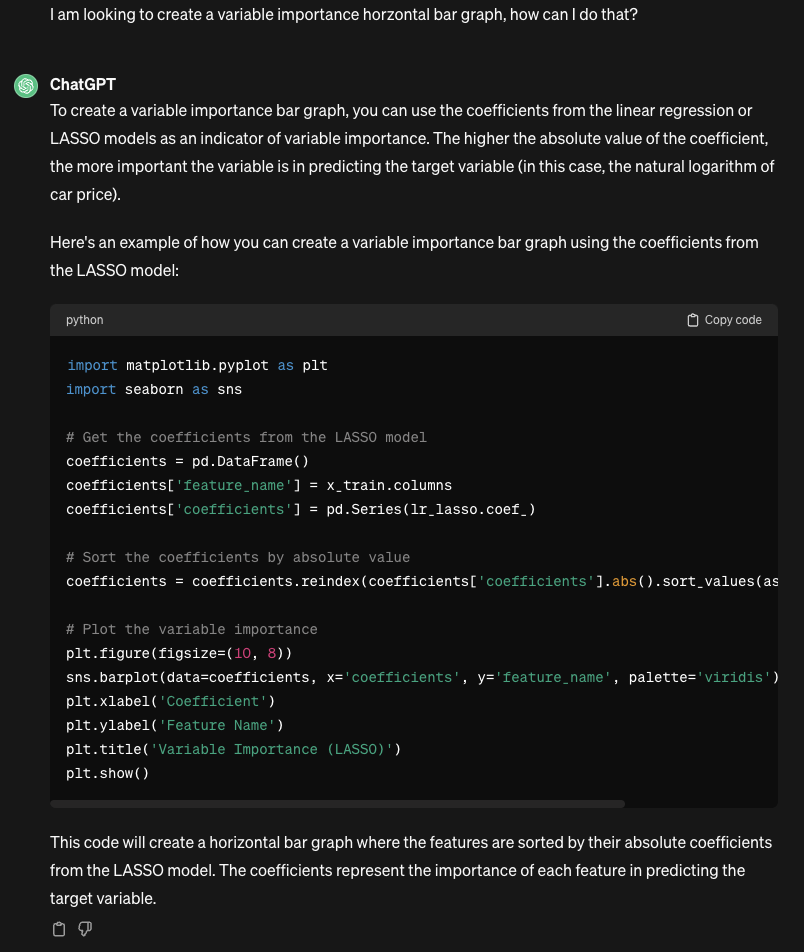 I am looking to create a variable importance horzontal bar graph, how can I do that?
ChatGPT
To create a variable importance bar graph, you can use the coefficients from the linear regression or
LASSO models as an indicator of variable importance. The higher the absolute value of the coefficient,
the more important the variable is in predicting the target variable (in this case, the natural logarithm of
car price).
Here's an example of how you can create a variable importance bar graph using the coefficients from
the LASSO model:
python Copy code
import matplotlib.pyplot as plt
import seaborn as sns
# Get the coefficients from the LASSO model
coefficients = pd.DataFrame()
coefficients['feature_name'] = x_train.columns
coefficients['coefficients'] = pd.Series(lr_lasso.coef_)
# Sort the coefficients by absolute value
coefficients = coefficients.reindex(coefficients['coefficients'].abs().sort_values(as
# Plot the variable importance
plt.figure(figsize=(10, 8))
sns.barplot(data=coefficients, x='coefficients', y='feature_name', palette='viridis')
plt.xlabel('Coefficient')
plt.ylabel('Feature Name')
plt.title('Variable Importance (LASSO)')
plt.show()
This code will create a horizontal bar graph where the features are sorted by their absolute coefficients
from the LASSO model. The coefficients represent the importance of each feature in predicting the
target variable.